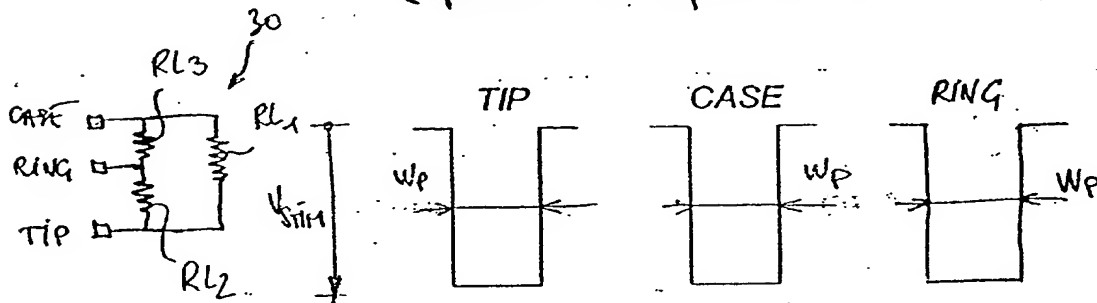 30
RL3
TIP CASE RING
CASE RL1
RING WP WP WP
VSTIM
TIP
RL2